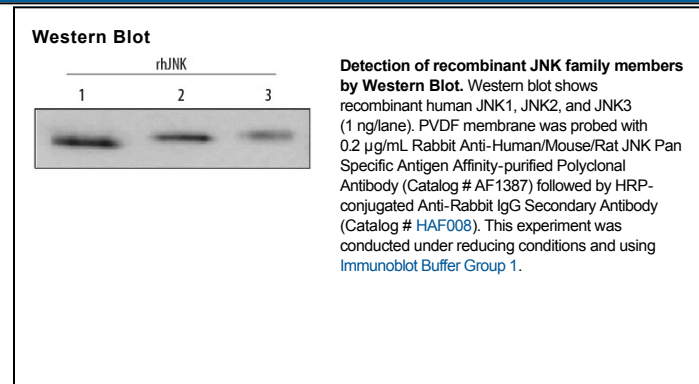 Western Blot
rhJNK
1 2 3
Detection of recombinant JNK family members
by Western Blot. Western blot shows
recombinant human JNK1, JNK2, and JNK3
(1 ng/lane). PVDF membrane was probed with
0.2 µg/mL Rabbit Anti-Human/Mouse/Rat JNK Pan
Specific Antigen Affinity-purified Polyclonal
Antibody (Catalog # AF1387) followed by HRP-
conjugated Anti-Rabbit IgG Secondary Antibody
(Catalog # HAF008). This experiment was
conducted under reducing conditions and using
Immunoblot Buffer Group 1.